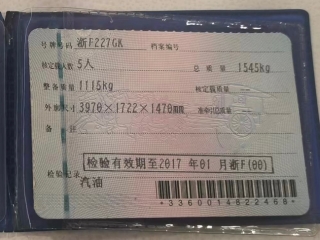 号牌号码 浙F227GK 档案编号
核定载人数 5人 总质量 1545kg
整备质量 1115kg 核定载质量 --
外廓尺寸 3970×1722×1470mm 准牵引总质量 --
备注
检验有效期至2017 年01 月浙F(00)
检验记录
汽油
*3360014822468*